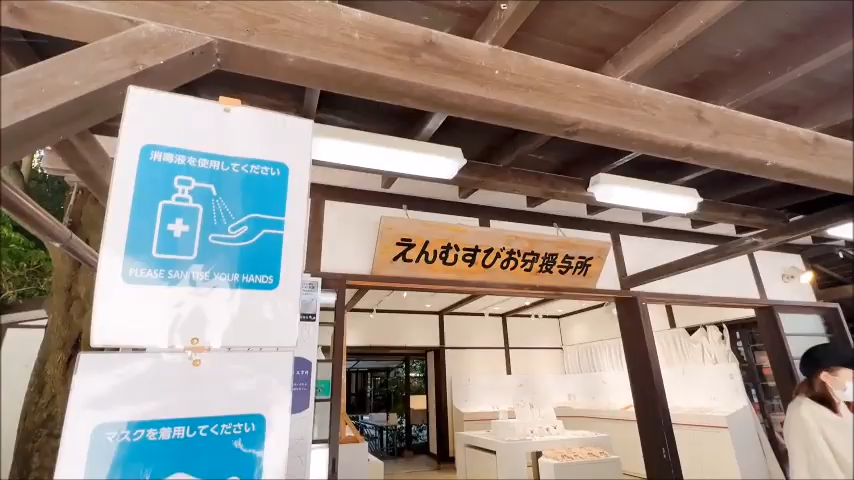 消毒液を使用してください
PLEASE SANITISE YOUR HANDS
マスクを着用してください
えんむすび お守授与所